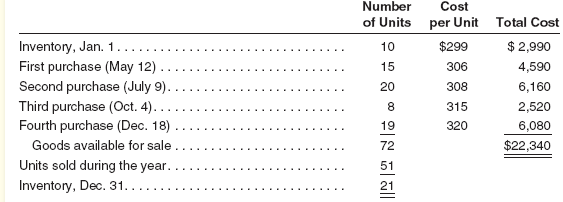 Number Cost
of Units per Unit Total Cost
Inventory, Jan. 1. . . . . . . . . . . . . . . . . . . . . . . . . . . . . . . 10 $299 $ 2,990
First purchase (May 12) . . . . . . . . . . . . . . . . . . . . . . . . . 15 306 4,590
Second purchase (July 9). . . . . . . . . . . . . . . . . . . . . . . . 20 308 6,160
Third purchase (Oct. 4). . . . . . . . . . . . . . . . . . . . . . . . . . 8 315 2,520
Fourth purchase (Dec. 18) . . . . . . . . . . . . . . . . . . . . . . . 19 320 6,080
Goods available for sale . . . . . . . . . . . . . . . . . . . . . . . 72 $22,340
Units sold during the year. . . . . . . . . . . . . . . . . . . . . . . . 51
Inventory, Dec. 31. . . . . . . . . . . . . . . . . . . . . . . . . . . . . . 21